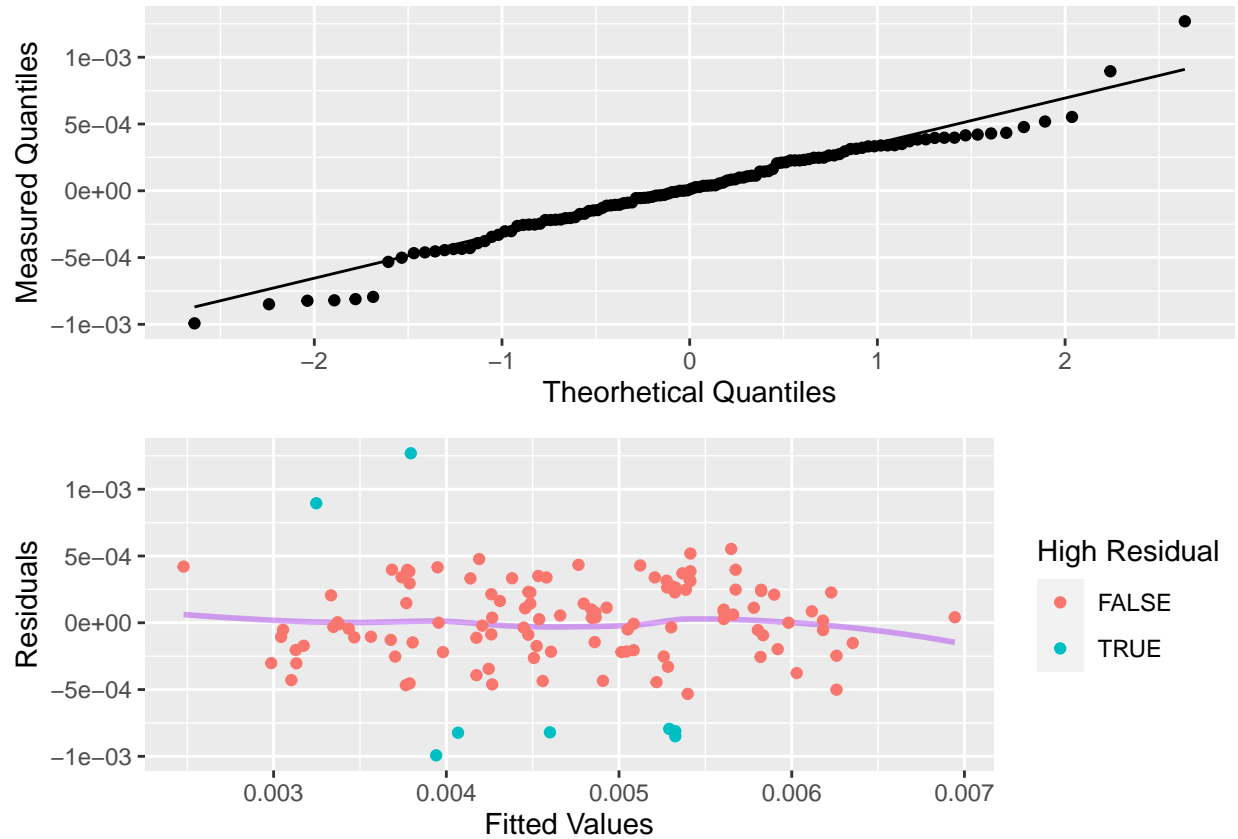 Measured Quantiles
1e−03
5e−04
0e+00
−5e−04
−1e−03
−2
−1
0
1
2
Theorhetical Quantiles
Residuals
1e−03
5e−04
0e+00
−5e−04
−1e−03
0.003
0.004
0.005
0.006
0.007
Fitted Values
High Residual
FALSE
TRUE